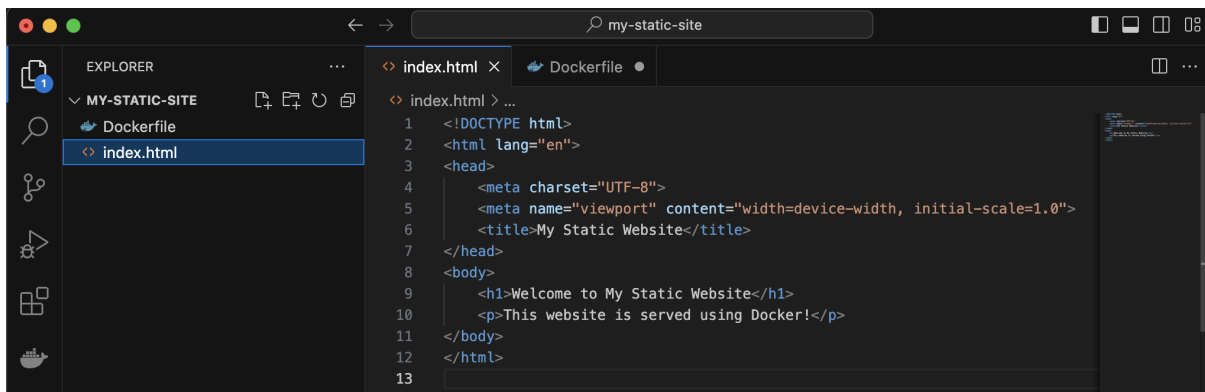 my-static-site
EXPLORER
index.html
Dockerfile
MY-STATIC-SITE
index.html > ...
Dockerfile
index.html
1
1 <!DOCTYPE html>
2 <html lang="en">
3 <head>
4     <meta charset="UTF-8">
5     <meta name="viewport" content="width=device-width, initial-scale=1.0">
6     <title>My Static Website</title>
7 </head>
8 <body>
9     <h1>Welcome to My Static Website</h1>
10     <p>This website is served using Docker!</p>
11 </body>
12 </html>
13